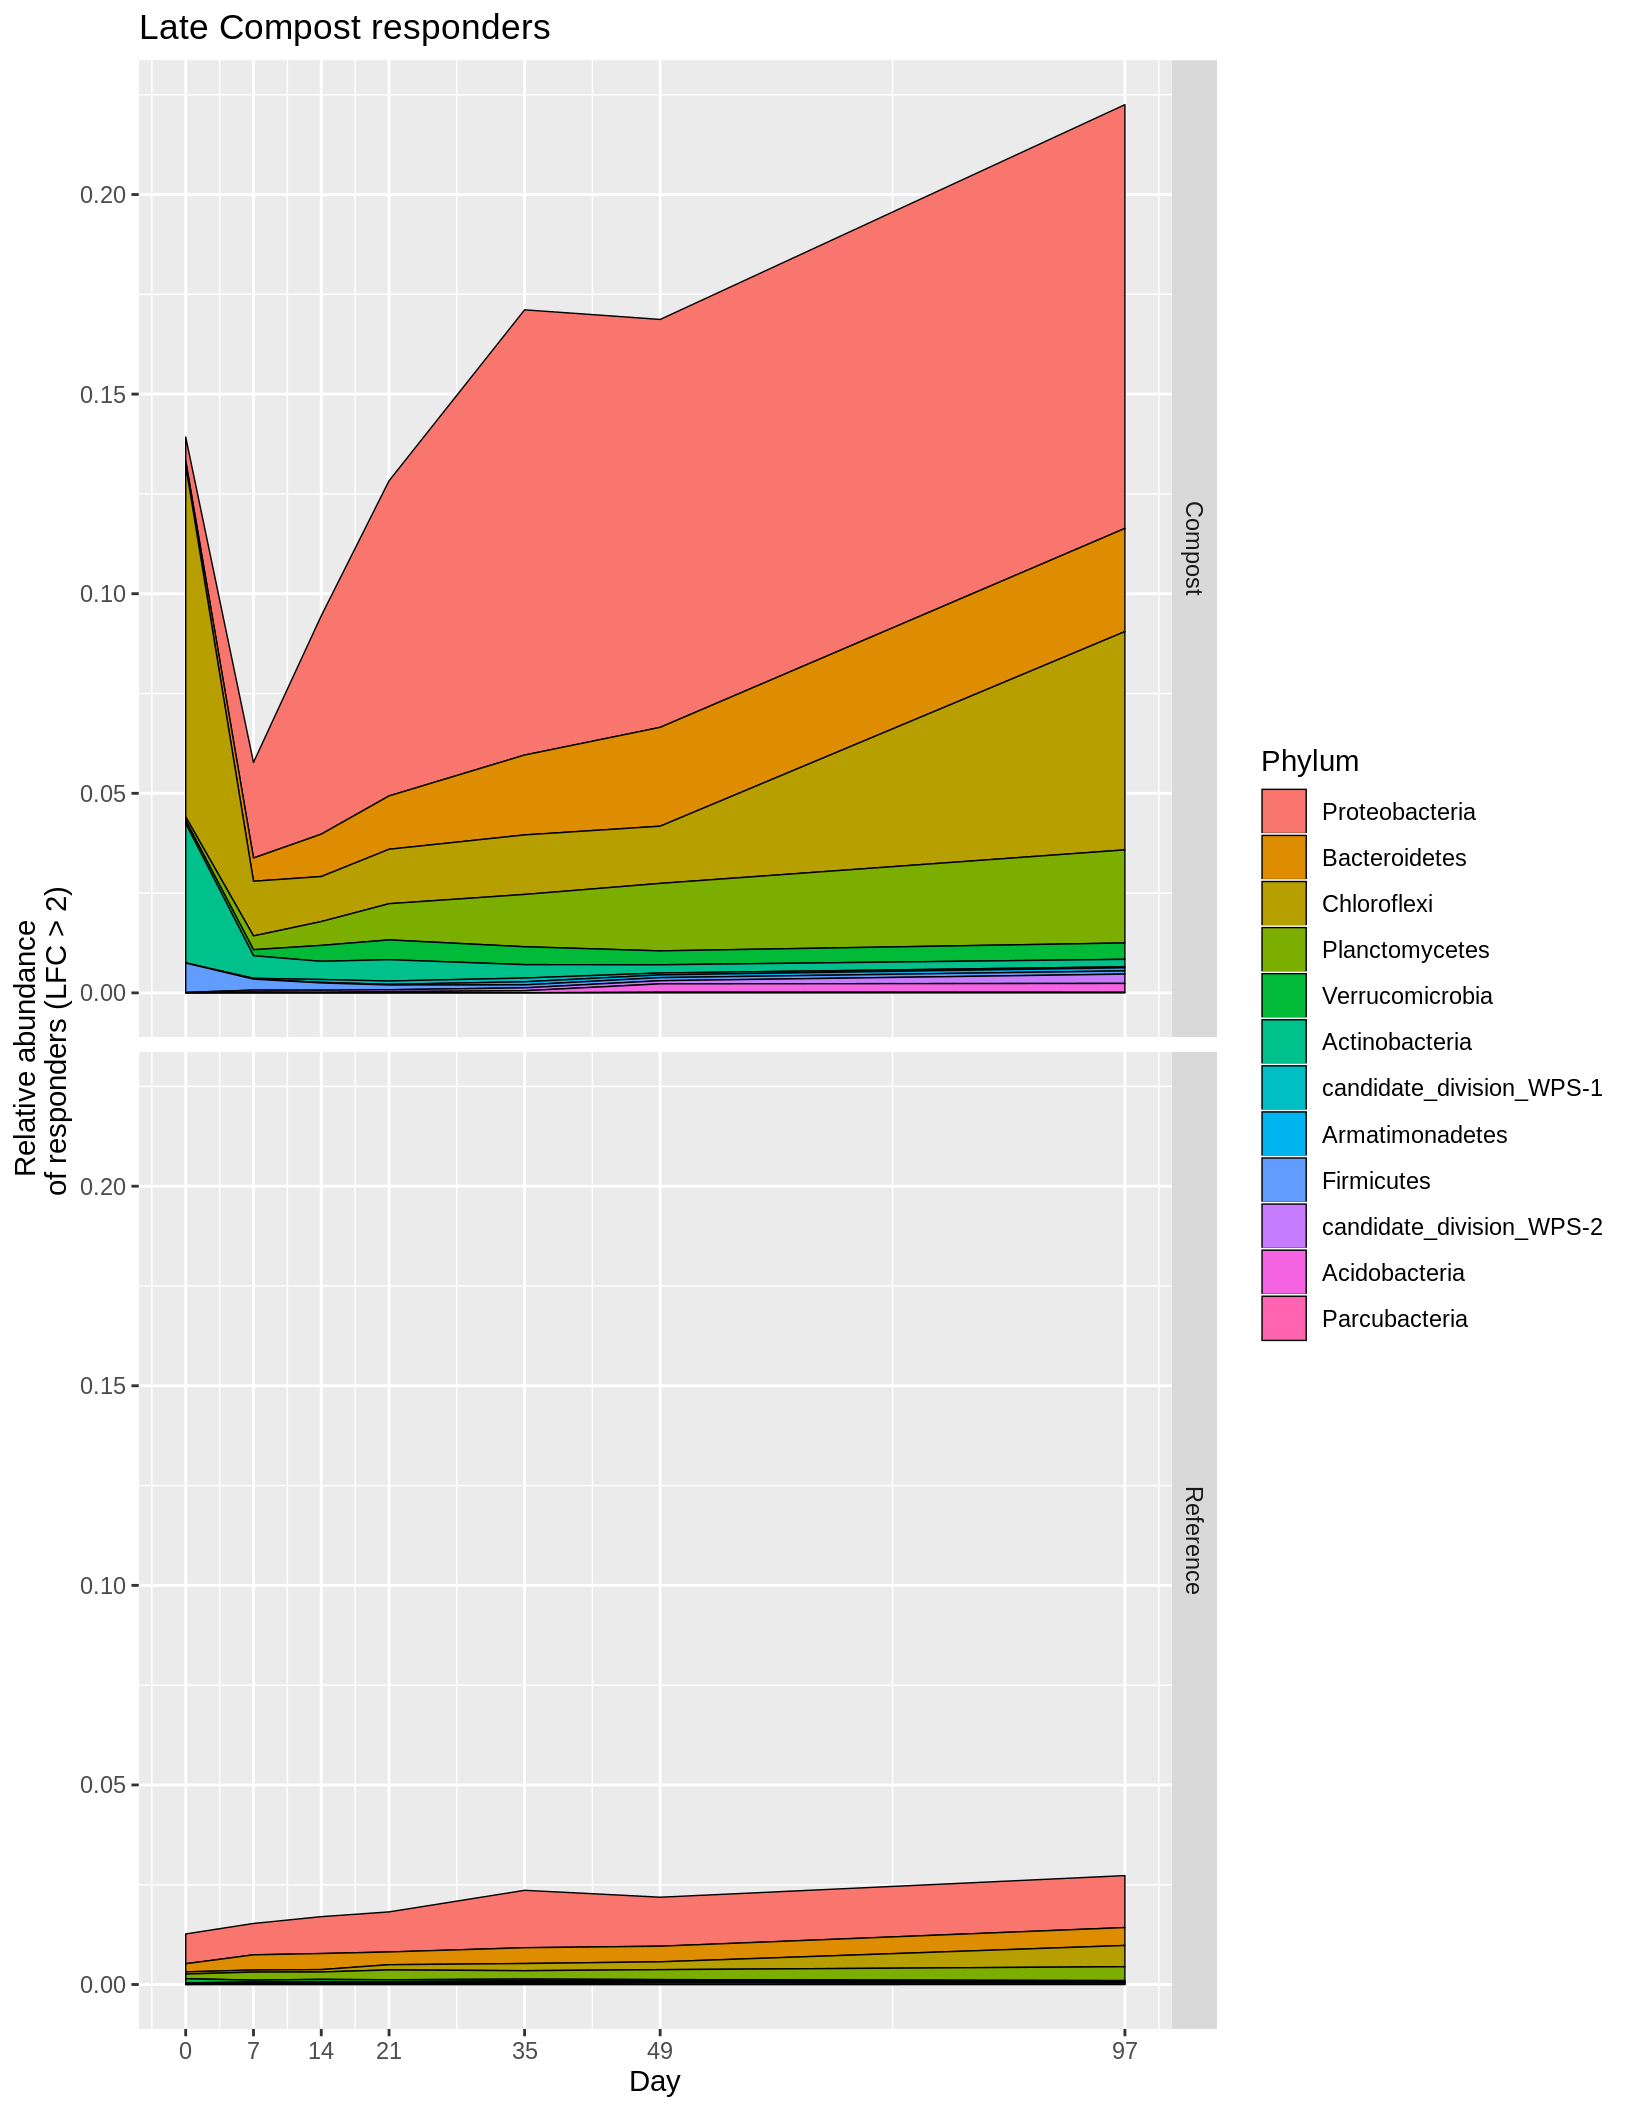 Late Compost responders
0.20
0.15
0.10
0.05
0.00
Compost
Relative abundance
of responders (LFC > 2)
0.20
0.15
0.10
0.05
0.00
Reference
0 7 14 21 35 49 97
Day
Phylum
Proteobacteria
Bacteroidetes
Chloroflexi
Planctomycetes
Verrucomicrobia
Actinobacteria
candidate_division_WPS-1
Armatimonadetes
Firmicutes
candidate_division_WPS-2
Acidobacteria
Parcubacteria